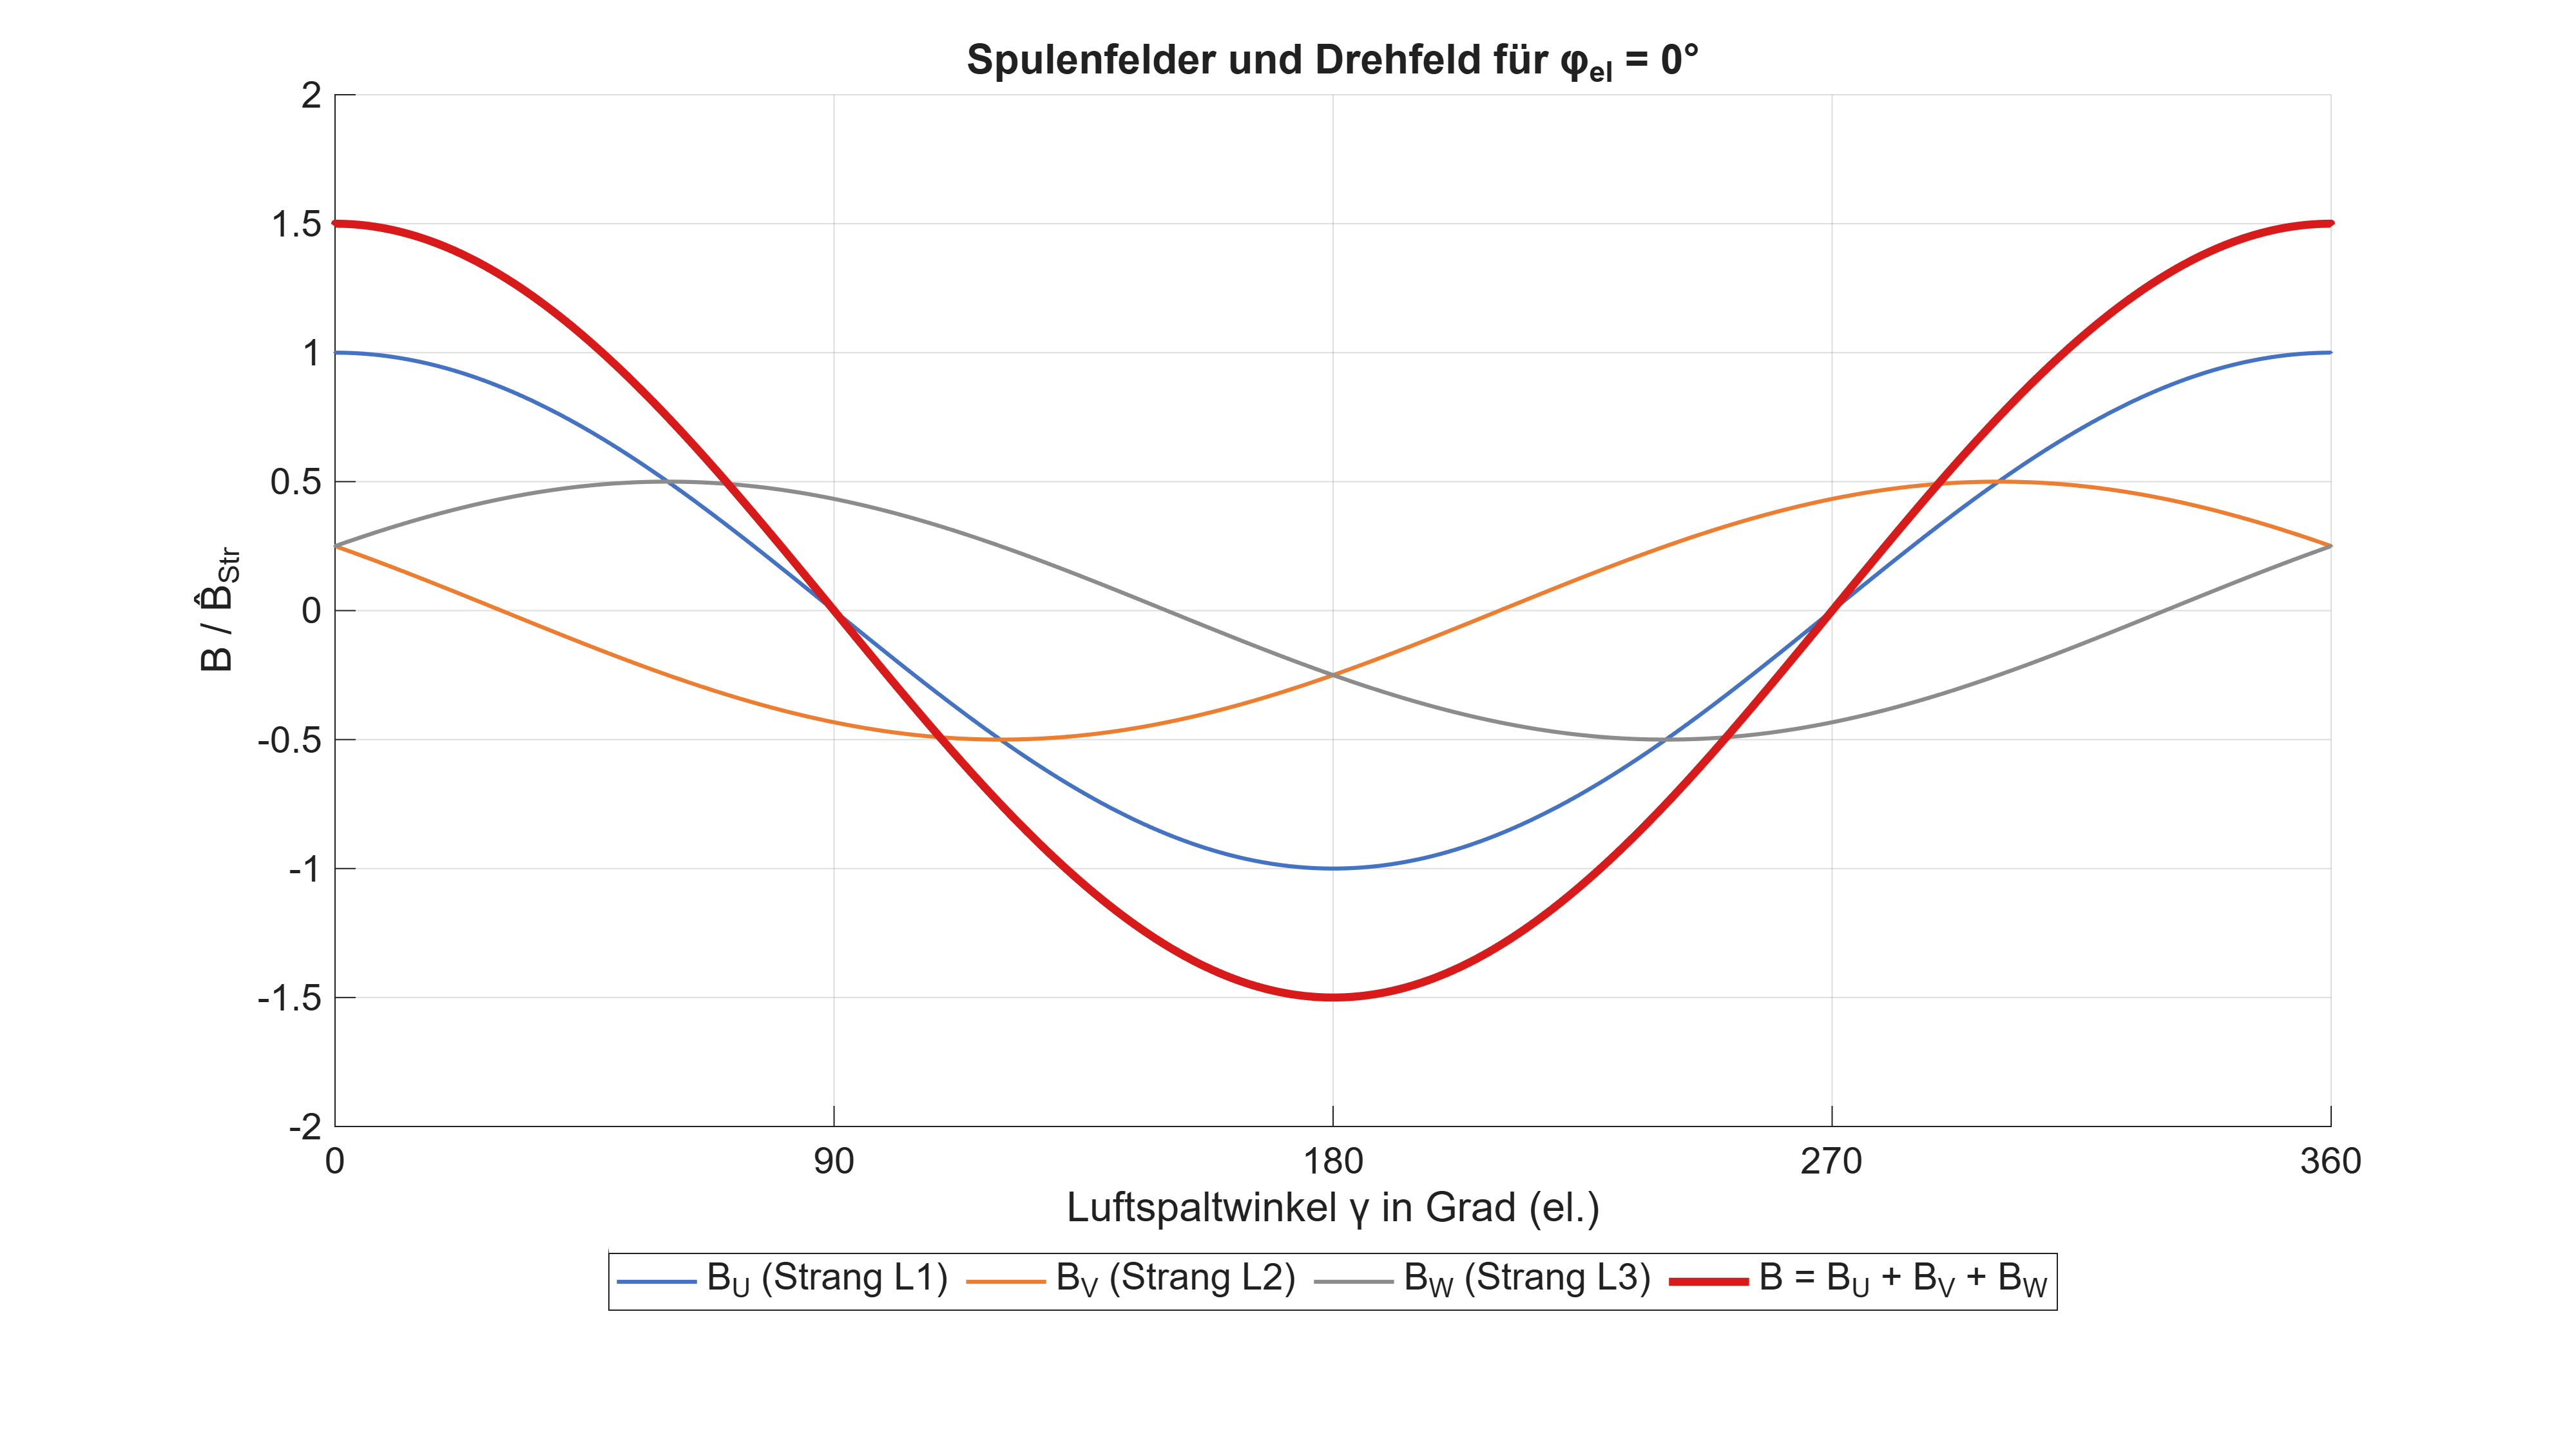 Spulenfelder und Drehfeld für φel = 0°
2
1.5
1
0.5
0
-0.5
-1
-1.5
-2
B / B̂Str
0 90 180 270 360
Luftspaltwinkel γ in Grad (el.)
BU (Strang L1) BV (Strang L2) BW (Strang L3) B = BU + BV + BW